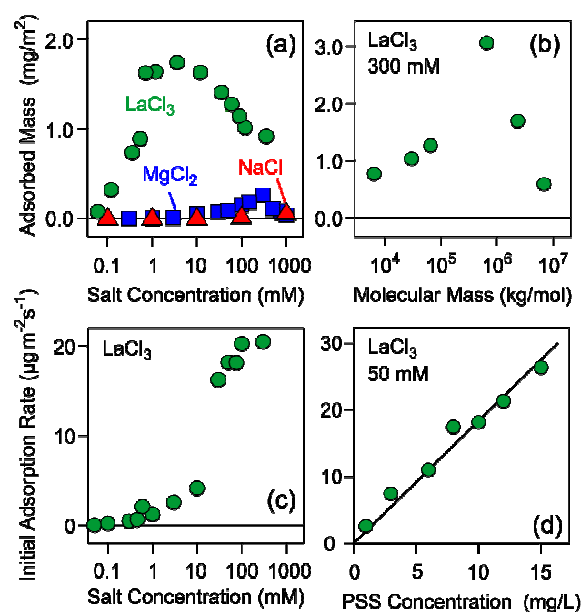 Adsorbed Mass (mg/m²)
2.0
1.0
0.0
(a)
LaCl₃
MgCl₂
NaCl
0.1 1 10 100 1000
Salt Concentration (mM)
3.0
2.0
1.0
0.0
LaCl₃
300 mM
(b)
10⁴ 10⁵ 10⁶ 10⁷
Molecular Mass (kg/mol)
Initial Adsorption Rate (µgm⁻²s⁻¹)
20
10
0
LaCl₃
(c)
0.1 1 10 100 1000
Salt Concentration (mM)
30
20
10
0
LaCl₃
50 mM
(d)
0 5 10 15
PSS Concentration (mg/L)